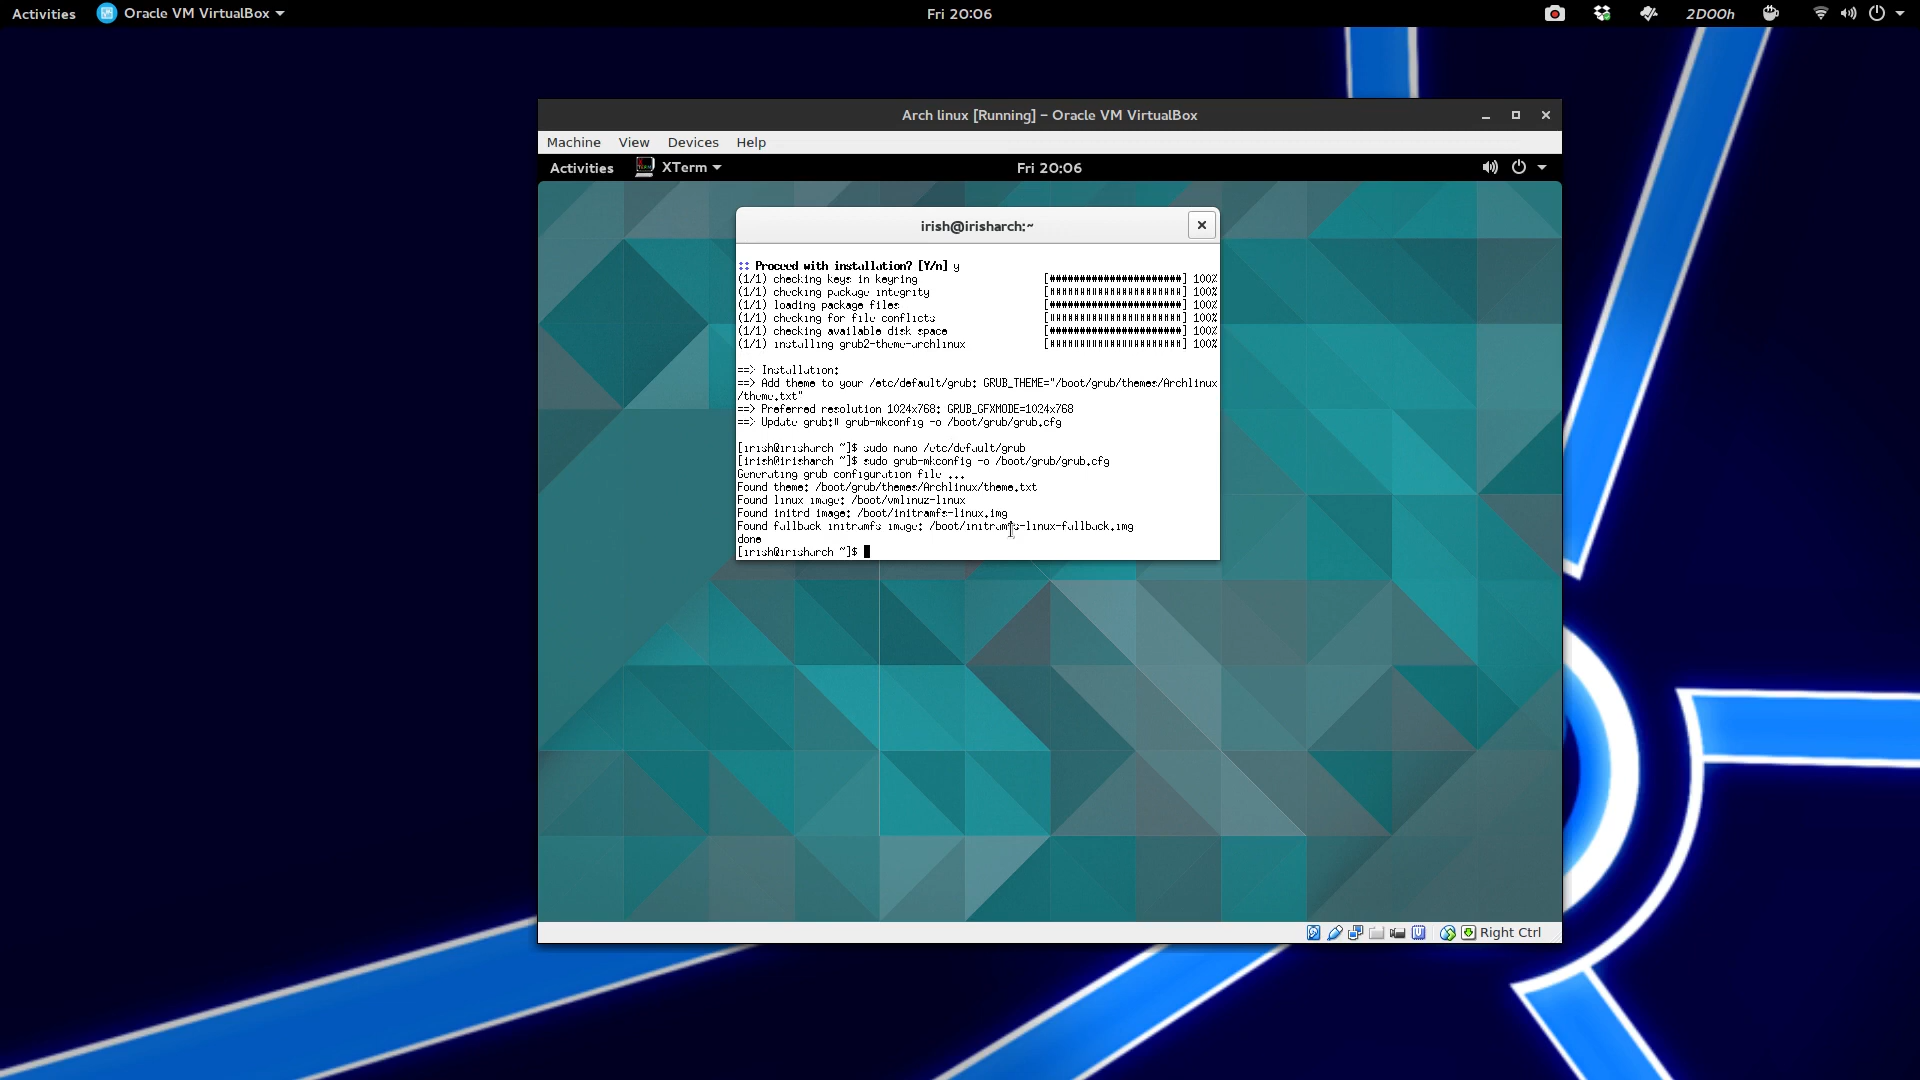 Activities Oracle VM VirtualBox Fri 20:06 2D00h
Arch linux [Running] – Oracle VM VirtualBox
Machine View Devices Help
Activities XTerm Fri 20:06
irish@irisharch:~
:: Proceed with installation? [Y/n] y
(1/1) checking keys in keyring [######################] 100%
(1/1) checking package integrity [######################] 100%
(1/1) loading package files [######################] 100%
(1/1) checking for file conflicts [######################] 100%
(1/1) checking available disk space [######################] 100%
(1/1) installing grub2-theme-archlinux [######################] 100%
==> Installation:
==> Add theme to your /etc/default/grub: GRUB_THEME="/boot/grub/themes/Archlinux
/theme.txt"
==> Preferred resolution 1024x768: GRUB_GFXMODE=1024x768
==> Update grub:# grub-mkconfig -o /boot/grub/grub.cfg
[irish@irisharch ~]$ sudo nano /etc/default/grub
[irish@irisharch ~]$ sudo grub-mkconfig -o /boot/grub/grub.cfg
Generating grub configuration file ...
Found theme: /boot/grub/themes/Archlinux/theme.txt
Found linux image: /boot/vmlinuz-linux
Found initrd image: /boot/initramfs-linux.img
Found fallback initramfs image: /boot/initramfs-linux-fallback.img
done
[irish@irisharch ~]$
Right Ctrl